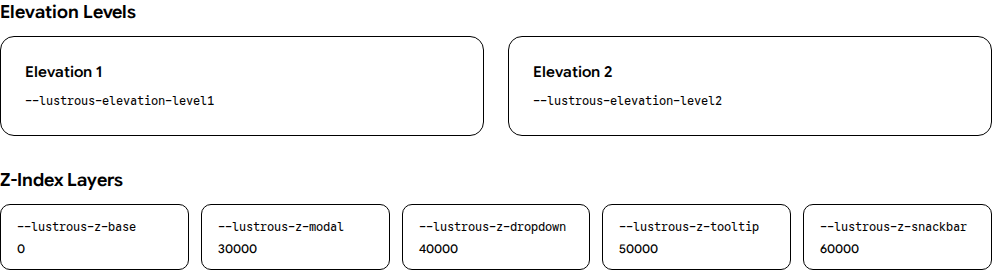 Elevation Levels
Elevation 1
--lustrous-elevation-level1
Elevation 2
--lustrous-elevation-level2
Z-Index Layers
--lustrous-z-base
0
--lustrous-z-modal
30000
--lustrous-z-dropdown
40000
--lustrous-z-tooltip
50000
--lustrous-z-snackbar
60000